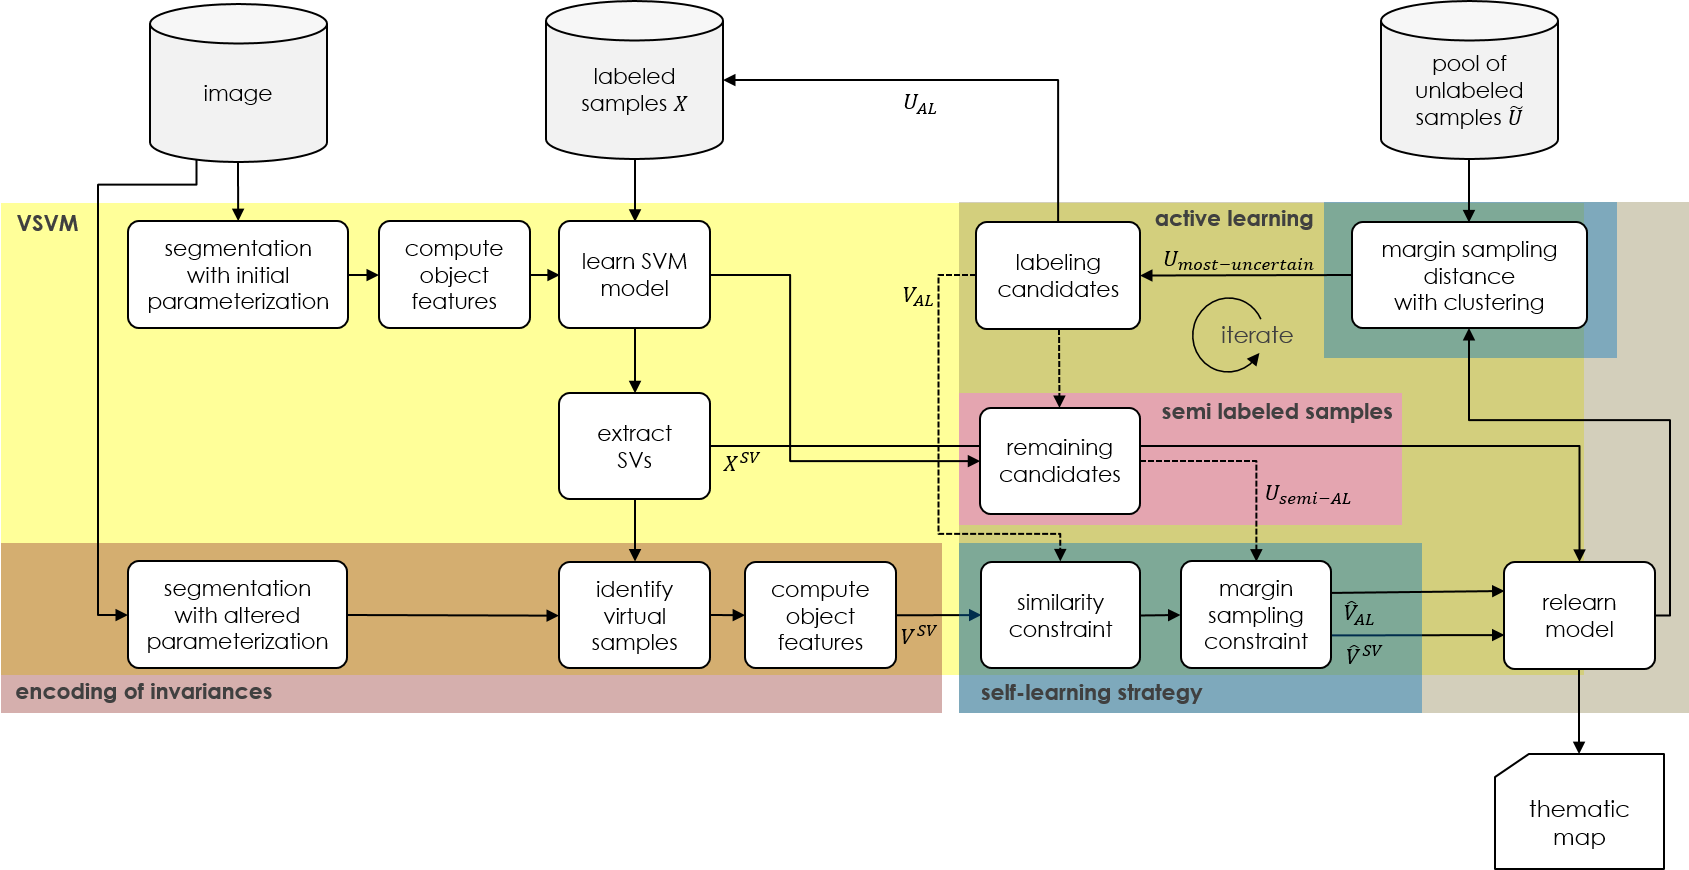 image
labeled
samples X
pool of
unlabeled
samples Ũ
U_AL
VSVM
active learning
segmentation
with initial
parameterization
compute
object
features
learn SVM
model
labeling
candidates
U_most−uncertain
margin sampling
distance
with clustering
V_AL
iterate
semi labeled samples
extract
SVs
X^SV
remaining
candidates
U_semi−AL
segmentation
with altered
parameterization
identify
virtual
samples
compute
object
features
V^SV
similarity
constraint
margin
sampling
constraint
V̂_AL
V̂^SV
relearn
model
encoding of invariances
self-learning strategy
thematic
map